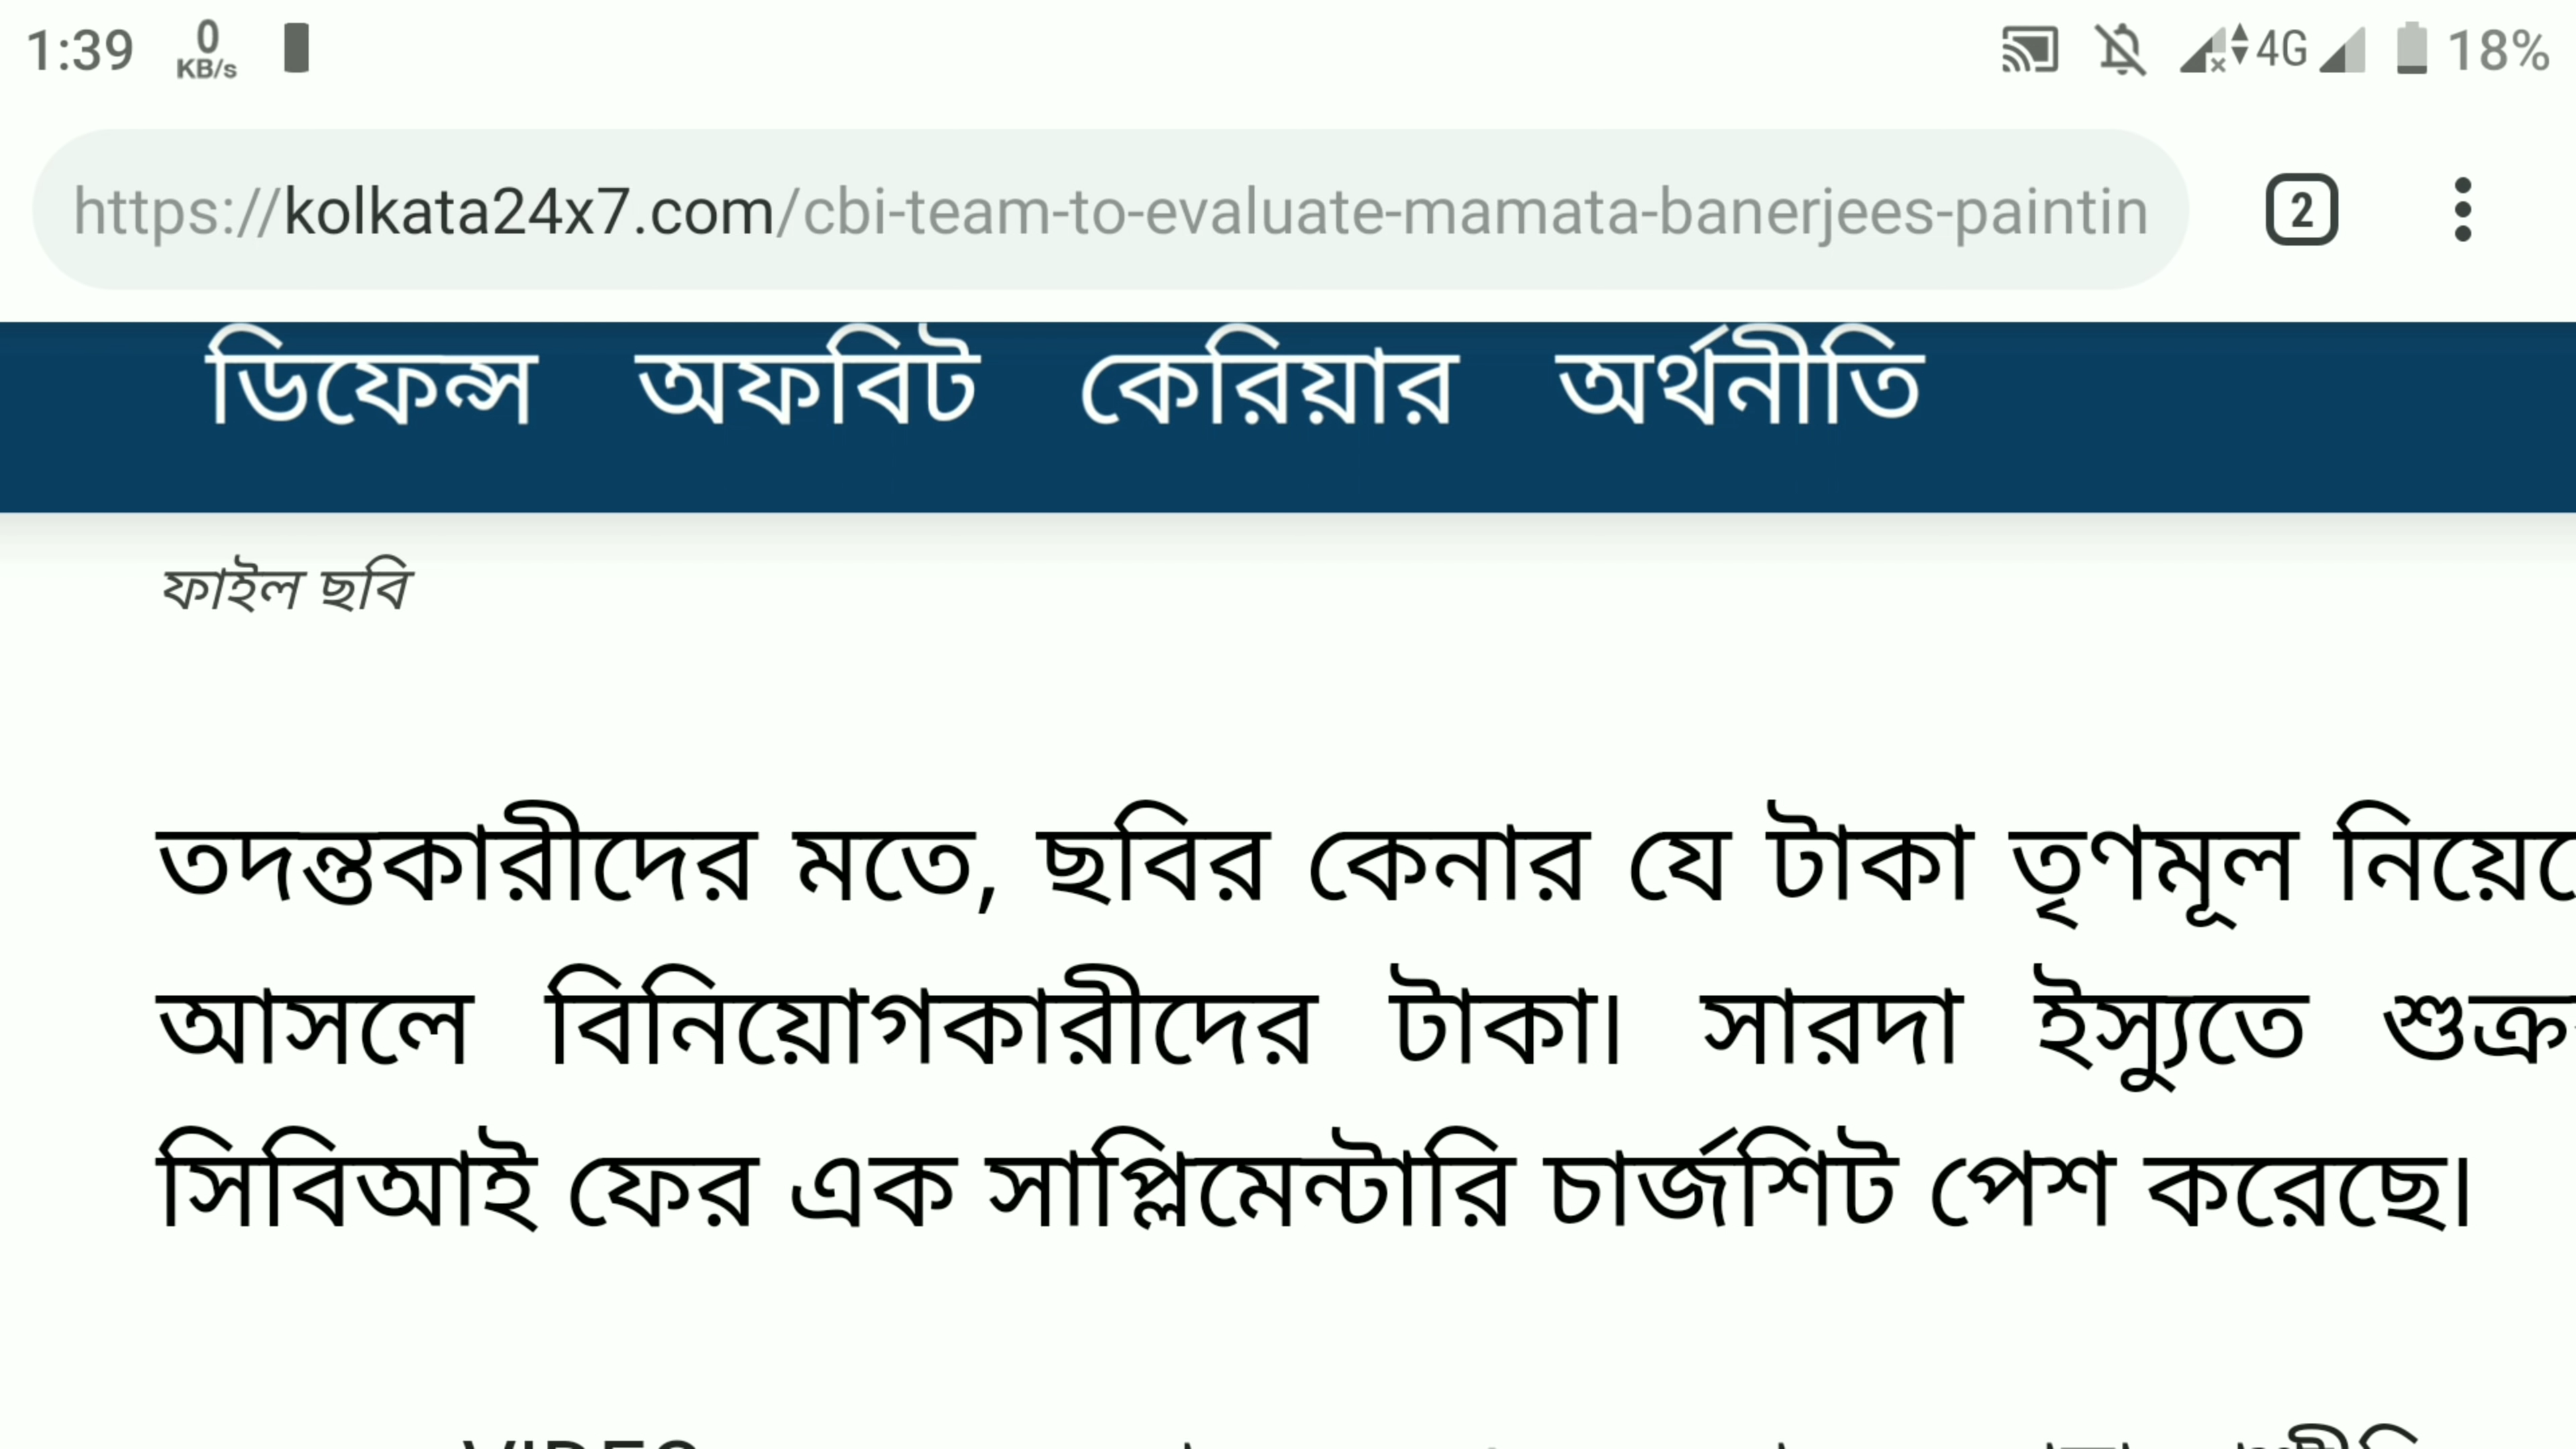 1:39 0 KB/s 4G 18%
https://kolkata24x7.com/cbi-team-to-evaluate-mamata-banerjees-paintin
2
ডিফেন্স অফবিট কেরিয়ার অর্থনীতি
ফাইল ছবি
তদন্তকারীদের মতে, ছবির কেনার যে টাকা তৃণমূল
আসলে বিনিয়োগকারীদের টাকা। সারদা ইস্যুতে
সিবিআই ফের এক সাপ্লিমেন্টারি চার্জশিট পেশ করেছে।